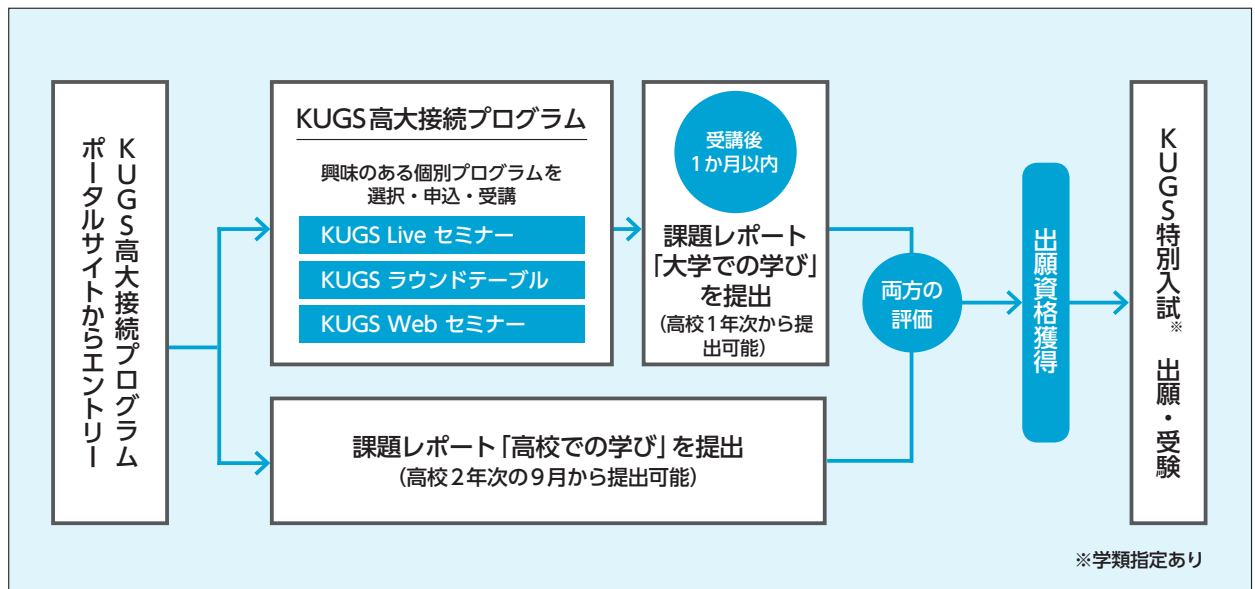 KUGS高大接続プログラム
ポータルサイトからエントリー
KUGS高大接続プログラム
興味のある個別プログラムを
選択・申込・受講
KUGS Live セミナー
KUGS ラウンドテーブル
KUGS Web セミナー
受講後
1か月以内
課題レポート
「大学での学び」
を提出
(高校1年次から提
出可能)
課題レポート「高校での学び」を提出
(高校2年次の9月から提出可能)
両方の
評価
出願資格獲得
KUGS特別入試※ 出願・受験
※学類指定あり